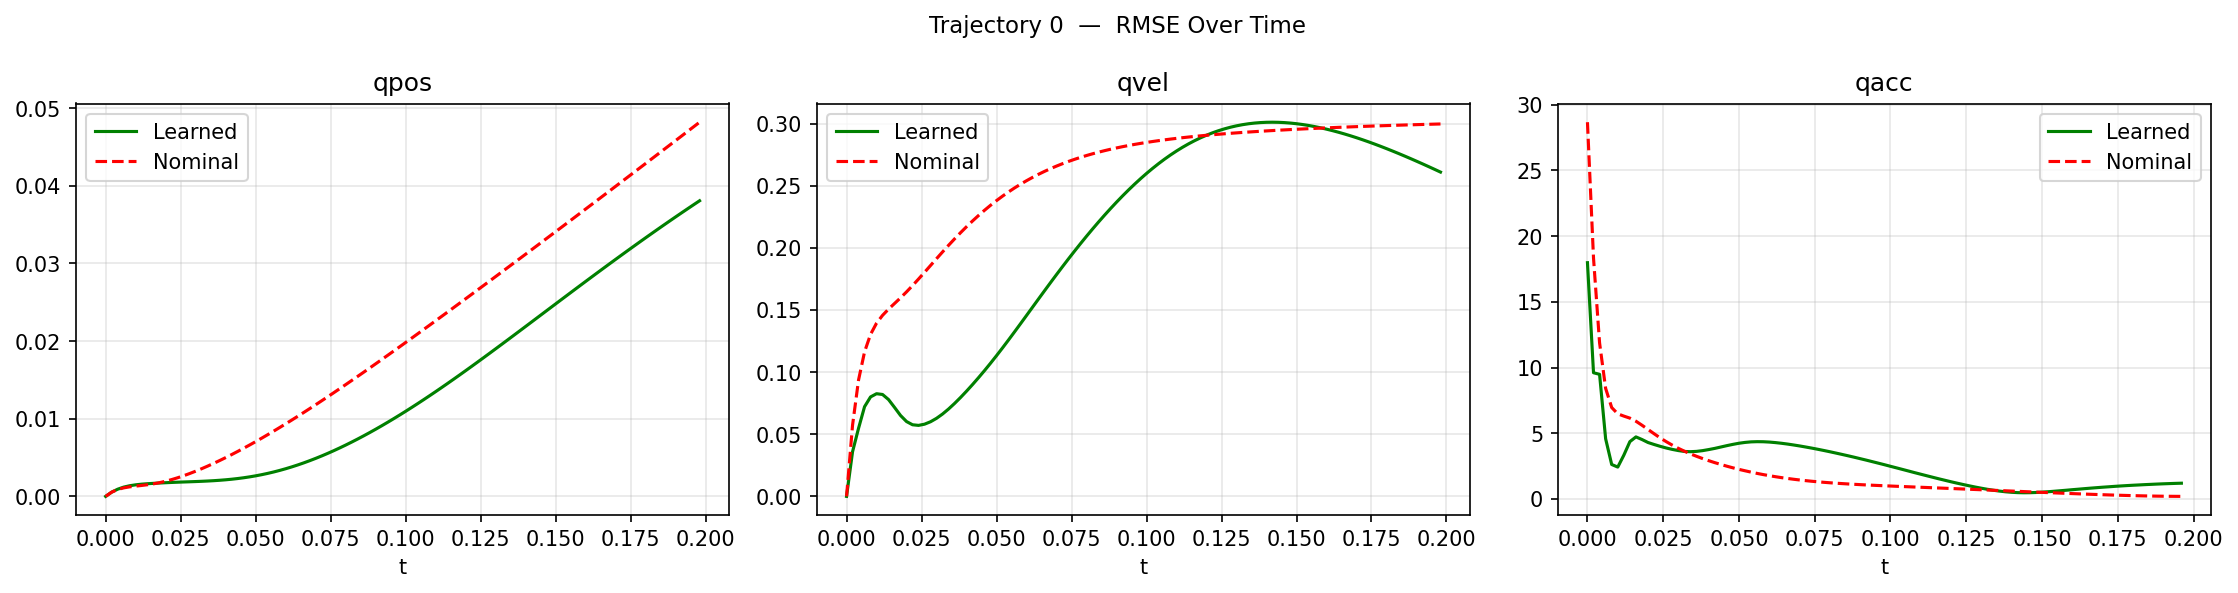 Trajectory 0 — RMSE Over Time
qpos
0.05
0.04
0.03
0.02
0.01
0.00
Learned
Nominal
0.000 0.025 0.050 0.075 0.100 0.125 0.150 0.175 0.200
t
qvel
0.30
0.25
0.20
0.15
0.10
0.05
0.00
Learned
Nominal
0.000 0.025 0.050 0.075 0.100 0.125 0.150 0.175 0.200
t
qacc
30
25
20
15
10
5
0
Learned
Nominal
0.000 0.025 0.050 0.075 0.100 0.125 0.150 0.175 0.200
t